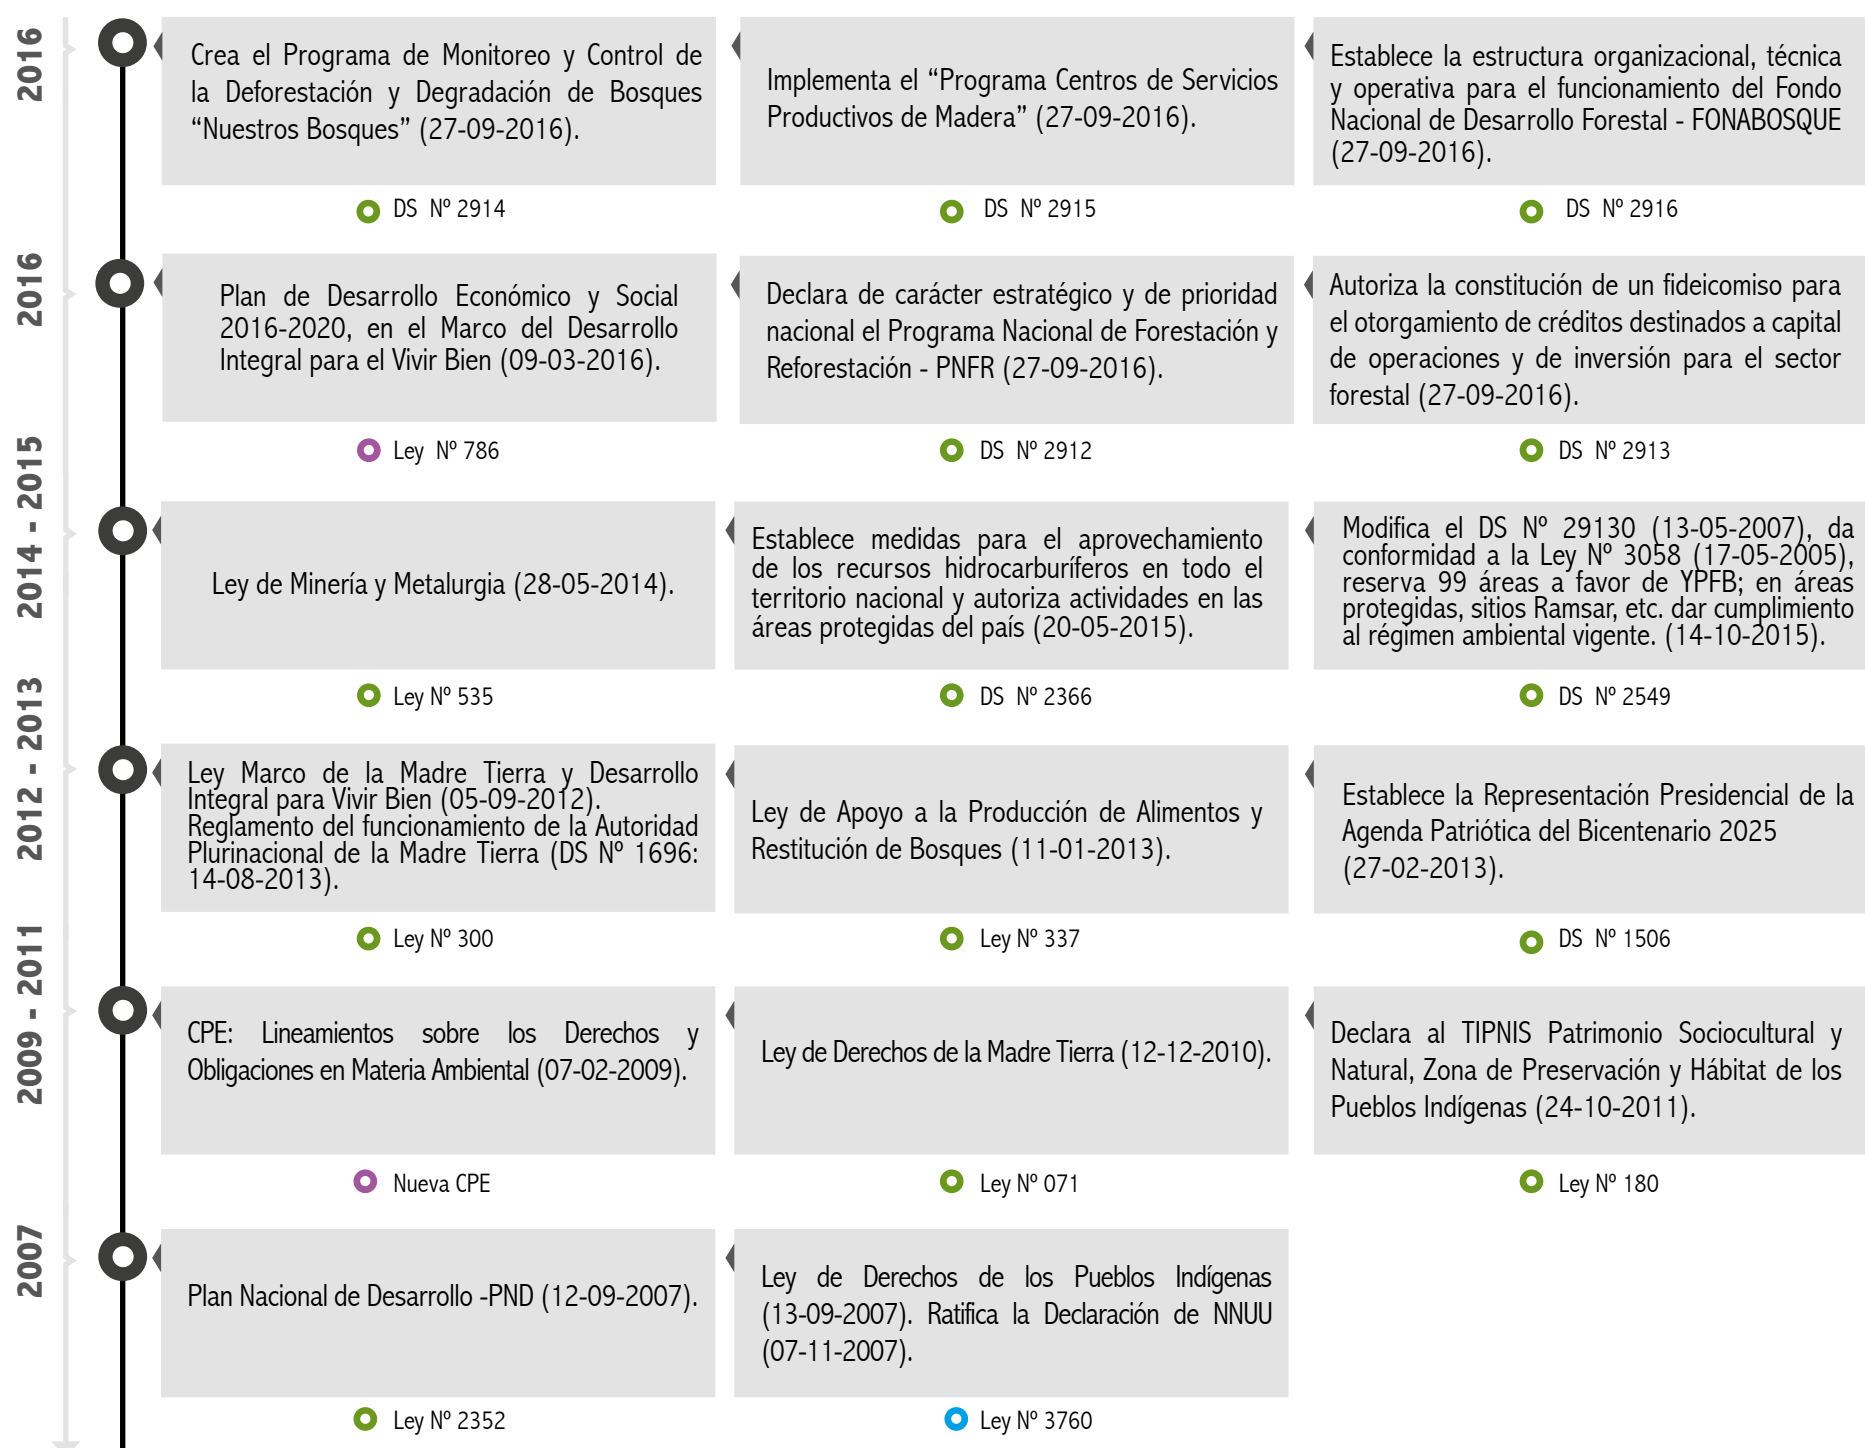 2016
Crea el Programa de Monitoreo y Control de
la Deforestación y Degradación de Bosques
“Nuestros Bosques” (27-09-2016).
DS Nº 2914
Implementa el “Programa Centros de Servicios
Productivos de Madera” (27-09-2016).
DS Nº 2915
Establece la estructura organizacional, técnica
y operativa para el funcionamiento del Fondo
Nacional de Desarrollo Forestal - FONABOSQUE
(27-09-2016).
DS Nº 2916
2016
Plan de Desarrollo Económico y Social
2016-2020, en el Marco del Desarrollo
Integral para el Vivir Bien (09-03-2016).
Ley Nº 786
Declara de carácter estratégico y de prioridad
nacional el Programa Nacional de Forestación y
Reforestación - PNFR (27-09-2016).
DS Nº 2912
Autoriza la constitución de un fideicomiso para
el otorgamiento de créditos destinados a capital
de operaciones y de inversión para el sector
forestal (27-09-2016).
DS Nº 2913
2014 - 2015
Ley de Minería y Metalurgia (28-05-2014).
Ley Nº 535
Establece medidas para el aprovechamiento
de los recursos hidrocarburíferos en todo el
territorio nacional y autoriza actividades en las
áreas protegidas del país (20-05-2015).
DS Nº 2366
Modifica el DS Nº 29130 (13-05-2007), da
conformidad a la Ley Nº 3058 (17-05-2005),
reserva 99 áreas a favor de YPFB; en áreas
protegidas, sitios Ramsar, etc. dar cumplimiento
al régimen ambiental vigente. (14-10-2015).
DS Nº 2549
2012 - 2013
Ley Marco de la Madre Tierra y Desarrollo
Integral para Vivir Bien (05-09-2012).
Reglamento del funcionamiento de la Autoridad
Plurinacional de la Madre Tierra (DS Nº 1696:
14-08-2013).
Ley Nº 300
Ley de Apoyo a la Producción de Alimentos y
Restitución de Bosques (11-01-2013).
Ley Nº 337
Establece la Representación Presidencial de la
Agenda Patriótica del Bicentenario 2025
(27-02-2013).
DS Nº 1506
2009 - 2011
CPE: Lineamientos sobre los Derechos y
Obligaciones en Materia Ambiental (07-02-2009).
Nueva CPE
Ley de Derechos de la Madre Tierra (12-12-2010).
Ley Nº 071
Declara al TIPNIS Patrimonio Sociocultural y
Natural, Zona de Preservación y Hábitat de los
Pueblos Indígenas (24-10-2011).
Ley Nº 180
2007
Plan Nacional de Desarrollo -PND (12-09-2007).
Ley Nº 2352
Ley de Derechos de los Pueblos Indígenas
(13-09-2007). Ratifica la Declaración de NNUU
(07-11-2007).
Ley Nº 3760